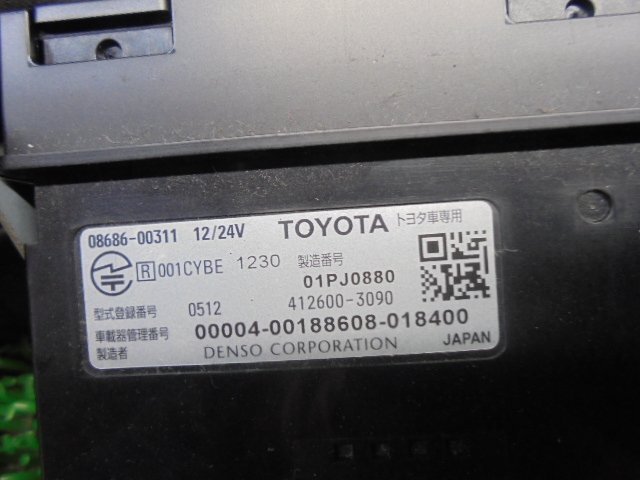 08686-00311 12/24V TOYOTA トヨタ車専用
R 001CYBE 1230 製造番号
01PJ0880
型式登録番号 0512 412600-3090
車載器管理番号 00004-00188608-018400
製造者 DENSO CORPORATION JAPAN